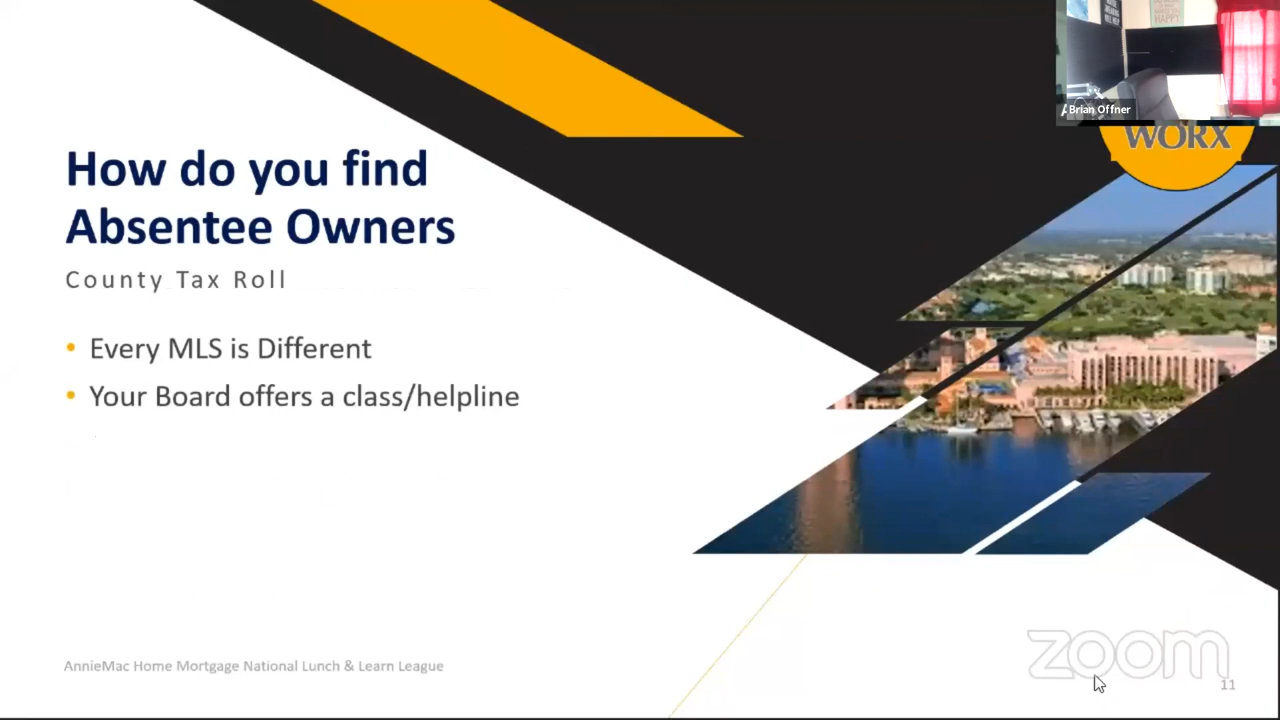 How do you find
Absentee Owners
County Tax Roll
• Every MLS is Different
• Your Board offers a class/helpline
AnnieMac Home Mortgage National Lunch & Learn League
11
zoom
WORX
Brian Offner
HAPPY